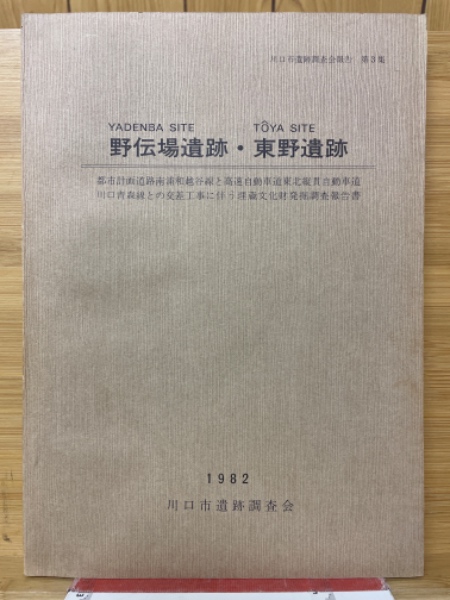 川口市遺跡調査会報告 第3集
YADENBA SITE TÔYA SITE
野伝場遺跡・東野遺跡
都市計画道路南浦和越谷線と高速自動車道東北縦貫自動車道
川口青森線との交差工事に伴う埋蔵文化財発掘調査報告書
1982
川口市遺跡調査会